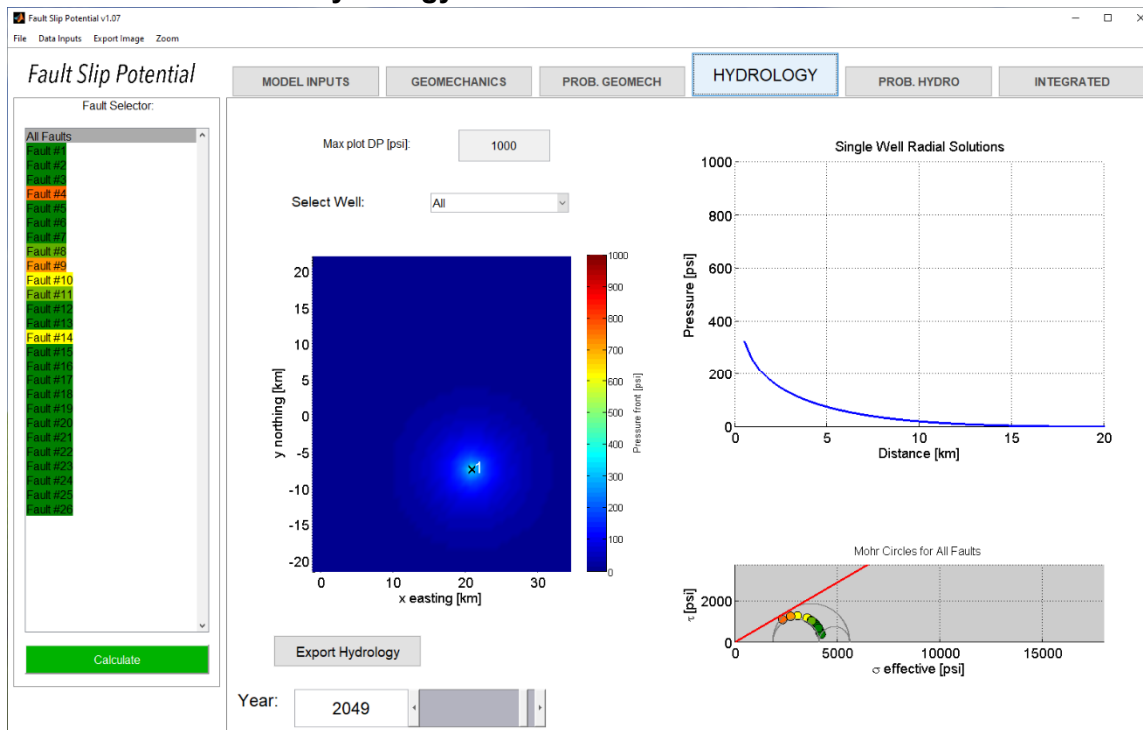 Fault Slip Potential v1.07
File Data Inputs Export Image Zoom
Fault Slip Potential
MODEL INPUTS
GEOMECHANICS
PROB. GEOMECH
HYDROLOGY
PROB. HYDRO
INTEGRATED
Fault Selector:
All Faults
Fault #1
Fault #2
Fault #3
Fault #4
Fault #5
Fault #6
Fault #7
Fault #8
Fault #9
Fault #10
Fault #11
Fault #12
Fault #13
Fault #14
Fault #15
Fault #16
Fault #17
Fault #18
Fault #19
Fault #20
Fault #21
Fault #22
Fault #23
Fault #24
Fault #25
Fault #26
Calculate
Max plot DP [psi]: 1000
Select Well: All
20
15
10
5
0
-5
-10
-15
-20
y northing [km]
1
0 10 20 30
x easting [km]
1000
900
800
700
600
500
400
300
200
100
0
Pressure front [psi]
Export Hydrology
Year: 2049
Single Well Radial Solutions
1000
800
600
400
200
0
Pressure [psi]
0 5 10 15 20
Distance [km]
Mohr Circles for All Faults
2000
0
τ [psi]
0 5000 10000 15000
σ effective [psi]